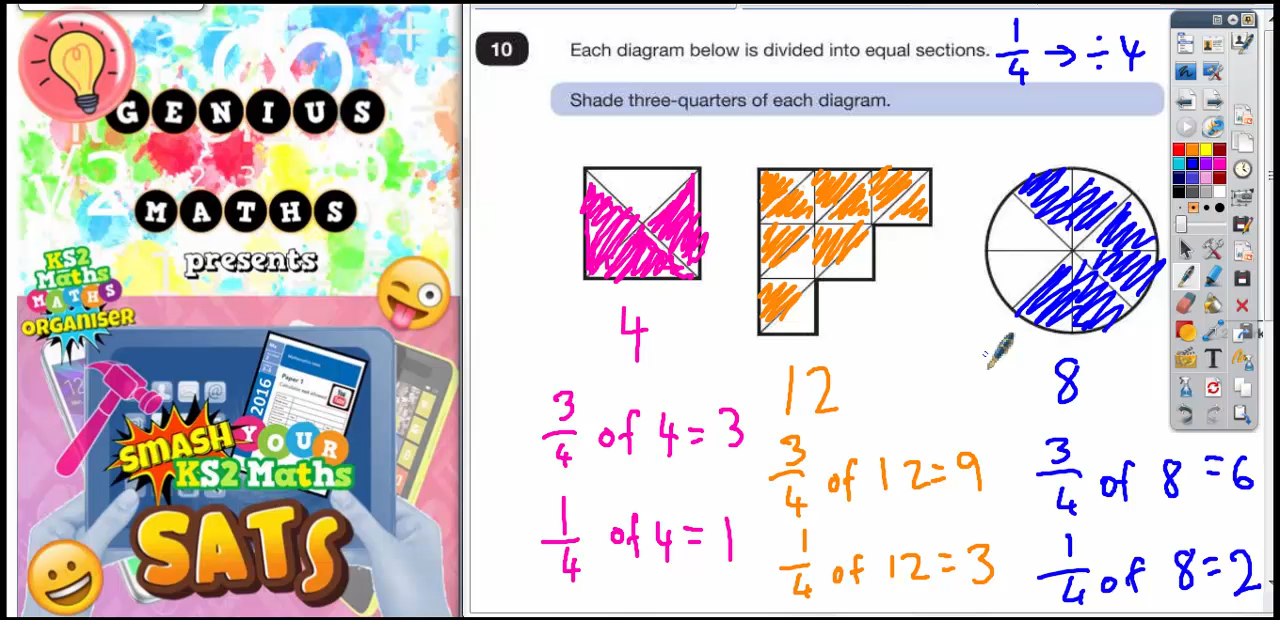 GENIUS
MATHS
presents
KS2
Maths
MATHS
ORGANISER
2016
Paper 1
SMASH YOUR
KS2 Maths
SATS
10
Each diagram below is divided into equal sections.
1/4 → ÷ 4
Shade three-quarters of each diagram.
4
3/4 of 4 = 3
1/4 of 4 = 1
12
3/4 of 12 = 9
1/4 of 12 = 3
8
3/4 of 8 = 6
1/4 of 8 = 2